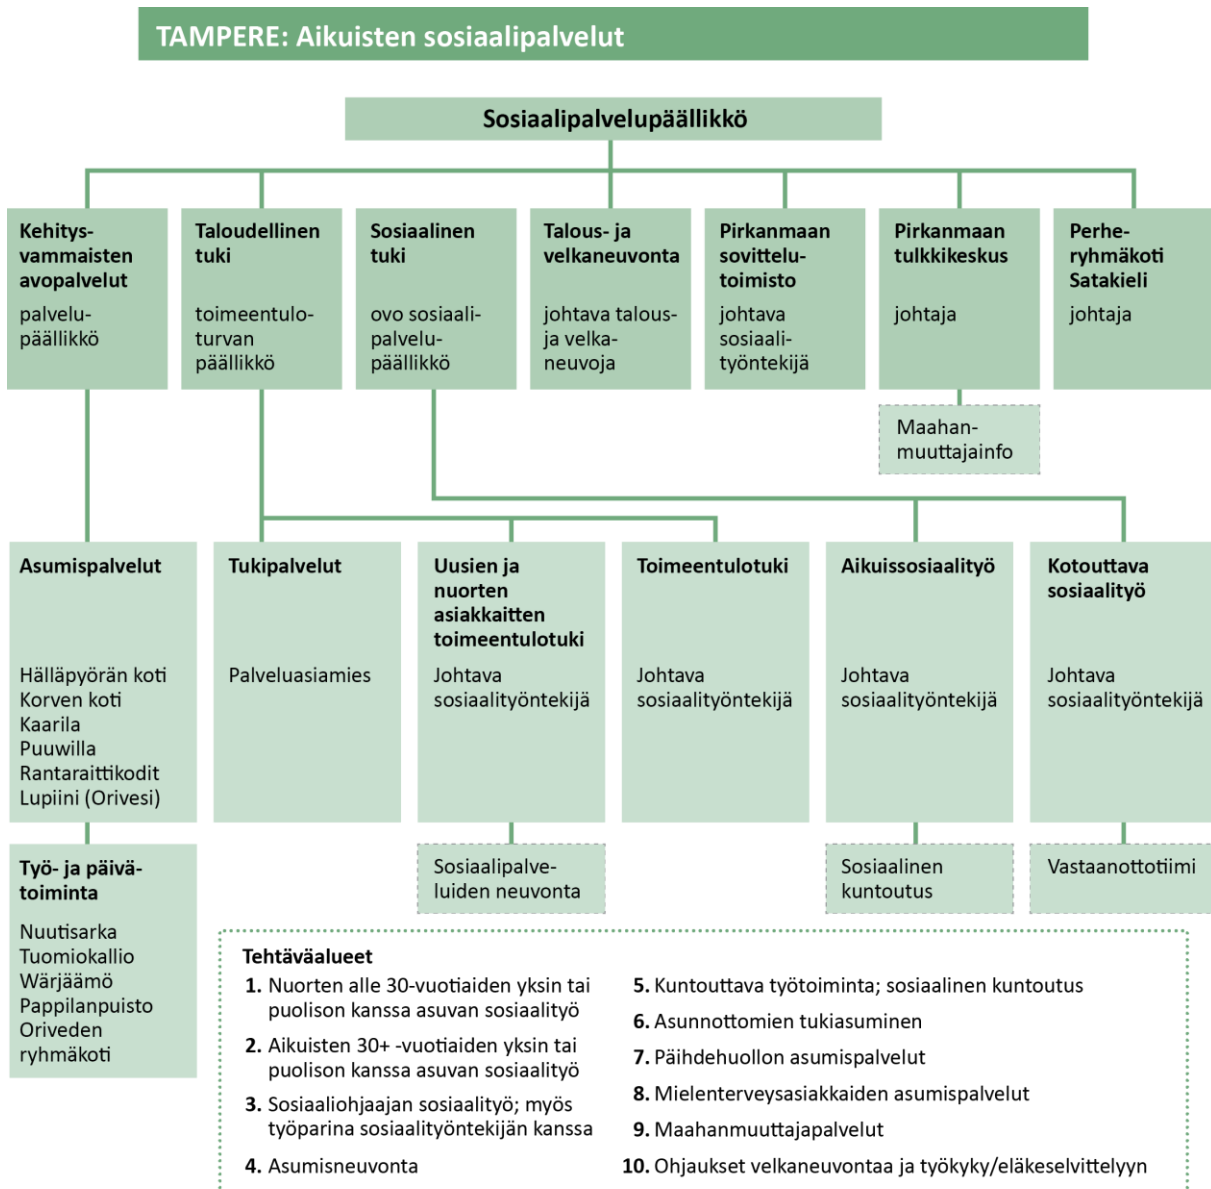 TAMPERE: Aikuisten sosiaalipalvelut
Sosiaalipalvelupäällikkö
Kehitys-
vammaisten
avopalvelut
palvelu-
päällikkö
Taloudellinen
tuki
toimeentulo-
turvan
päällikkö
Sosiaalinen
tuki
ovo sosiaali-
palvelu-
päällikkö
Talous- ja
velkaneuvonta
johtava talous-
ja velka-
neuvoja
Pirkanmaan
sovittelu-
toimisto
johtava
sosiaali-
työntekijä
Pirkanmaan
tulkkikeskus
johtaja
Perhe-
ryhmäkoti
Satakieli
johtaja
Maahan-
muuttajainfo
Asumispalvelut
Hälläpyörän koti
Korven koti
Kaarila
Puuwilla
Rantaraittikodit
Lupiini (Orivesi)
Tukipalvelut
Palveluasiamies
Uusien ja
nuorten
asiakkaitten
toimeentulotuki
Johtava
sosiaalityöntekijä
Toimeentulotuki
Johtava
sosiaalityöntekijä
Aikuissosiaalityö
Johtava
sosiaalityöntekijä
Kotouttava
sosiaalityö
Johtava
sosiaalityöntekijä
Työ- ja päivä-
toiminta
Nuutisarka
Tuomiokallio
Wärjäämö
Pappilanpuisto
Oriveden
ryhmäkoti
Sosiaalipalve-
luiden neuvonta
Sosiaalinen
kuntoutus
Vastaanottotiimi
Tehtäväalueet
1. Nuorten alle 30-vuotiaiden yksin tai
puolison kanssa asuvan sosiaalityö
2. Aikuisten 30+ -vuotiaiden yksin tai
puolison kanssa asuvan sosiaalityö
3. Sosiaaliohjaajan sosiaalityö; myös
työparina sosiaalityöntekijän kanssa
4. Asumisneuvonta
5. Kuntouttava työtoiminta; sosiaalinen kuntoutus
6. Asunnottomien tukiasuminen
7. Päihdehuollon asumispalvelut
8. Mielenterveysasiakkaiden asumispalvelut
9. Maahanmuuttajapalvelut
10. Ohjaukset velkaneuvontaa ja työkyky/eläkeselvittelyyn